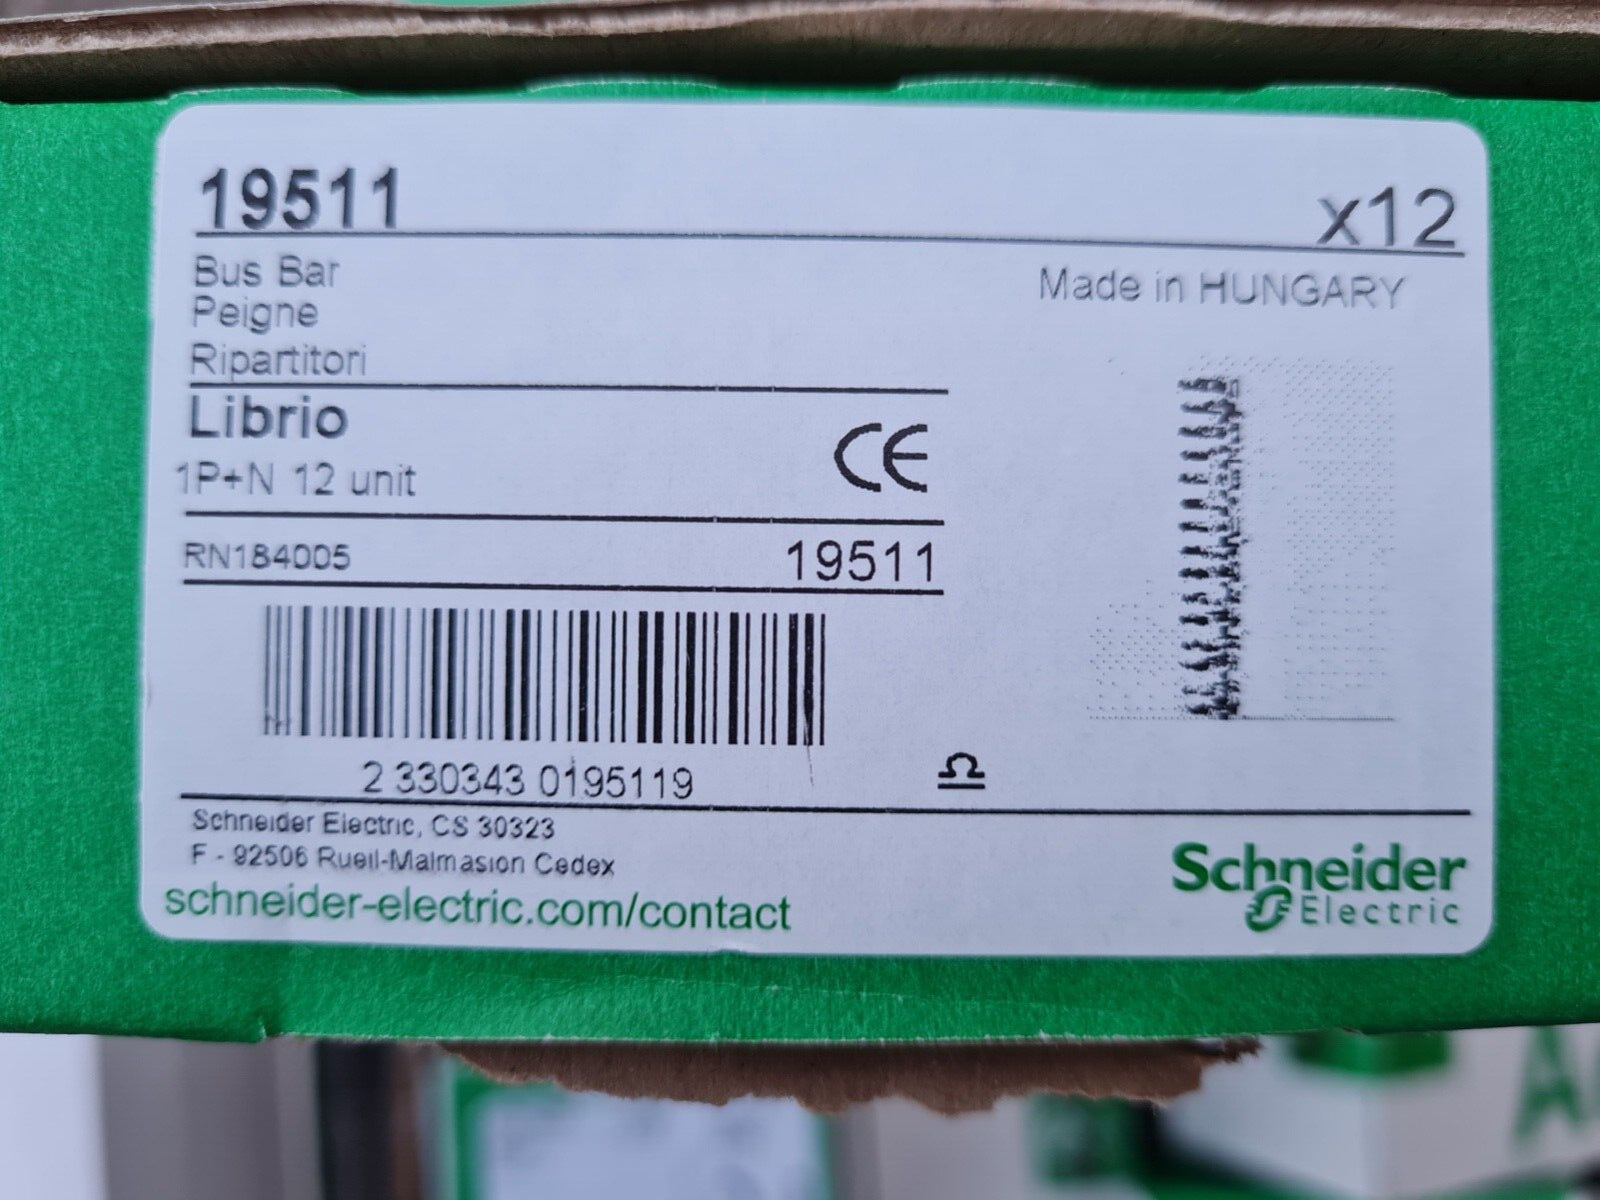 19511
x12
Bus Bar
Made in HUNGARY
Peigne
Ripartitori
Librio
1P+N 12 unit
CE
RN184005
19511
2 330343 0195119
Schneider Electric, CS 30323
F - 92506 Rueil-Malmasion Cedex
schneider-electric.com/contact
Schneider
Electric